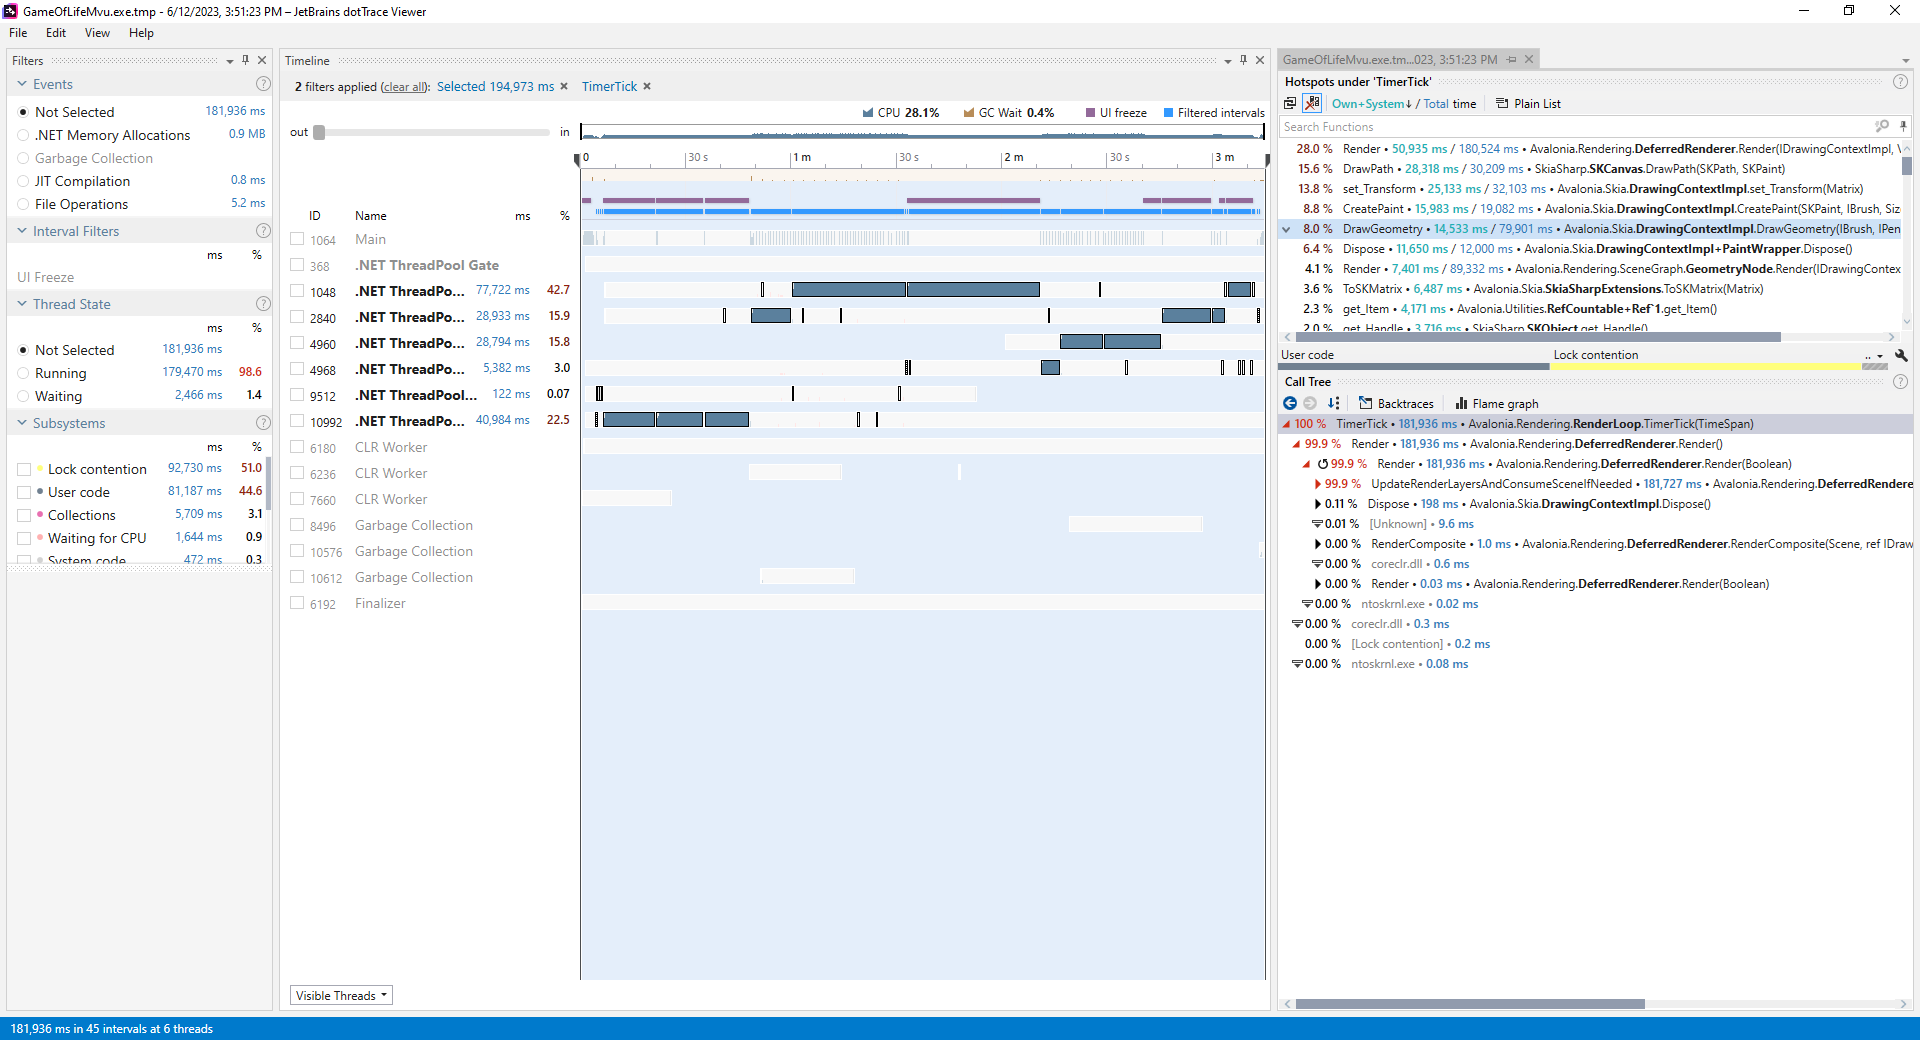 GameOfLifeMvu.exe.tmp - 6/12/2023, 3:51:23 PM – JetBrains dotTrace Viewer
File Edit View Help
Filters
Events
Not Selected 181,936 ms
.NET Memory Allocations 0.9 MB
Garbage Collection
JIT Compilation 0.8 ms
File Operations 5.2 ms
Interval Filters
ms %
UI Freeze
Thread State
ms %
Not Selected 181,936 ms
Running 179,470 ms 98.6
Waiting 2,466 ms 1.4
Subsystems
ms %
Lock contention 92,730 ms 51.0
User code 81,187 ms 44.6
Collections 5,709 ms 3.1
Waiting for CPU 1,644 ms 0.9
System code 472 ms 0.3
Timeline
2 filters applied (clear all): Selected 194,973 ms × TimerTick ×
CPU 28.1% GC Wait 0.4% UI freeze Filtered intervals
out in
0 30 s 1 m 30 s 2 m 30 s 3 m
ID Name ms %
1064 Main
368 .NET ThreadPool Gate
1048 .NET ThreadPo... 77,722 ms 42.7
2840 .NET ThreadPo... 28,933 ms 15.9
4960 .NET ThreadPo... 28,794 ms 15.8
4968 .NET ThreadPo... 5,382 ms 3.0
9512 .NET ThreadPool... 122 ms 0.07
10992 .NET ThreadPo... 40,984 ms 22.5
6180 CLR Worker
6236 CLR Worker
7660 CLR Worker
8496 Garbage Collection
10576 Garbage Collection
10612 Garbage Collection
6192 Finalizer
Visible Threads
GameOfLifeMvu.exe.tm...023, 3:51:23 PM
Hotspots under 'TimerTick'
Own+System↓ / Total time Plain List
Search Functions
28.0 % Render • 50,935 ms / 180,524 ms • Avalonia.Rendering.DeferredRenderer.Render(IDrawingContextImpl, V
15.6 % DrawPath • 28,318 ms / 30,209 ms • SkiaSharp.SKCanvas.DrawPath(SKPath, SKPaint)
13.8 % set_Transform • 25,133 ms / 32,103 ms • Avalonia.Skia.DrawingContextImpl.set_Transform(Matrix)
8.8 % CreatePaint • 15,983 ms / 19,082 ms • Avalonia.Skia.DrawingContextImpl.CreatePaint(SKPaint, IBrush, Siz
8.0 % DrawGeometry • 14,533 ms / 79,901 ms • Avalonia.Skia.DrawingContextImpl.DrawGeometry(IBrush, IPen
6.4 % Dispose • 11,650 ms / 12,000 ms • Avalonia.Skia.DrawingContextImpl+PaintWrapper.Dispose()
4.1 % Render • 7,401 ms / 89,332 ms • Avalonia.Rendering.SceneGraph.GeometryNode.Render(IDrawingContex
3.6 % ToSKMatrix • 6,487 ms • Avalonia.Skia.SkiaSharpExtensions.ToSKMatrix(Matrix)
2.3 % get_Item • 4,171 ms • Avalonia.Utilities.RefCountable+Ref`1.get_Item()
2.0 % get_Handle • 3,716 ms • SkiaSharp.SKObject.get_Handle()
User code Lock contention ..
Call Tree
Backtraces Flame graph
100 % TimerTick • 181,936 ms • Avalonia.Rendering.RenderLoop.TimerTick(TimeSpan)
99.9 % Render • 181,936 ms • Avalonia.Rendering.DeferredRenderer.Render()
99.9 % Render • 181,936 ms • Avalonia.Rendering.DeferredRenderer.Render(Boolean)
99.9 % UpdateRenderLayersAndConsumeSceneIfNeeded • 181,727 ms • Avalonia.Rendering.DeferredRendere
0.11 % Dispose • 198 ms • Avalonia.Skia.DrawingContextImpl.Dispose()
0.01 % [Unknown] • 9.6 ms
0.00 % RenderComposite • 1.0 ms • Avalonia.Rendering.DeferredRenderer.RenderComposite(Scene, ref IDraw
0.00 % coreclr.dll • 0.6 ms
0.00 % Render • 0.03 ms • Avalonia.Rendering.DeferredRenderer.Render(Boolean)
0.00 % ntoskrnl.exe • 0.02 ms
0.00 % coreclr.dll • 0.3 ms
0.00 % [Lock contention] • 0.2 ms
0.00 % ntoskrnl.exe • 0.08 ms
181,936 ms in 45 intervals at 6 threads